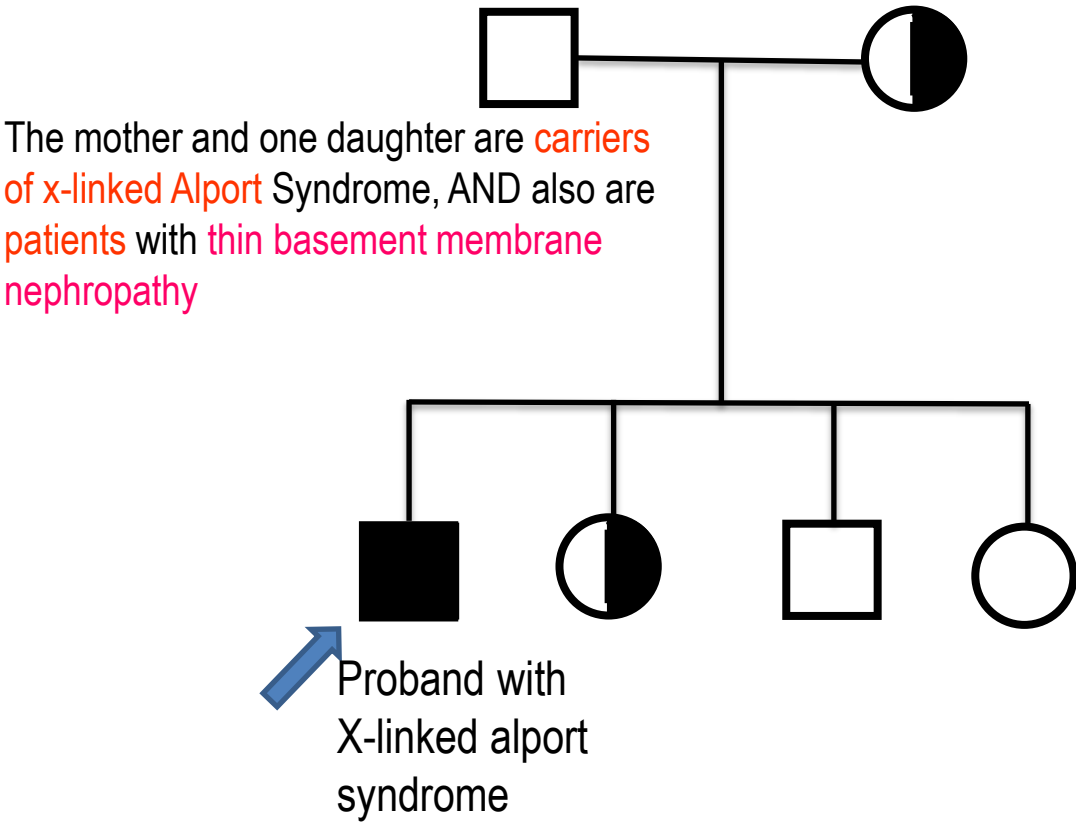 The mother and one daughter are carriers
of x-linked Alport Syndrome, AND also are
patients with thin basement membrane
nephropathy
Proband with
X-linked alport
syndrome